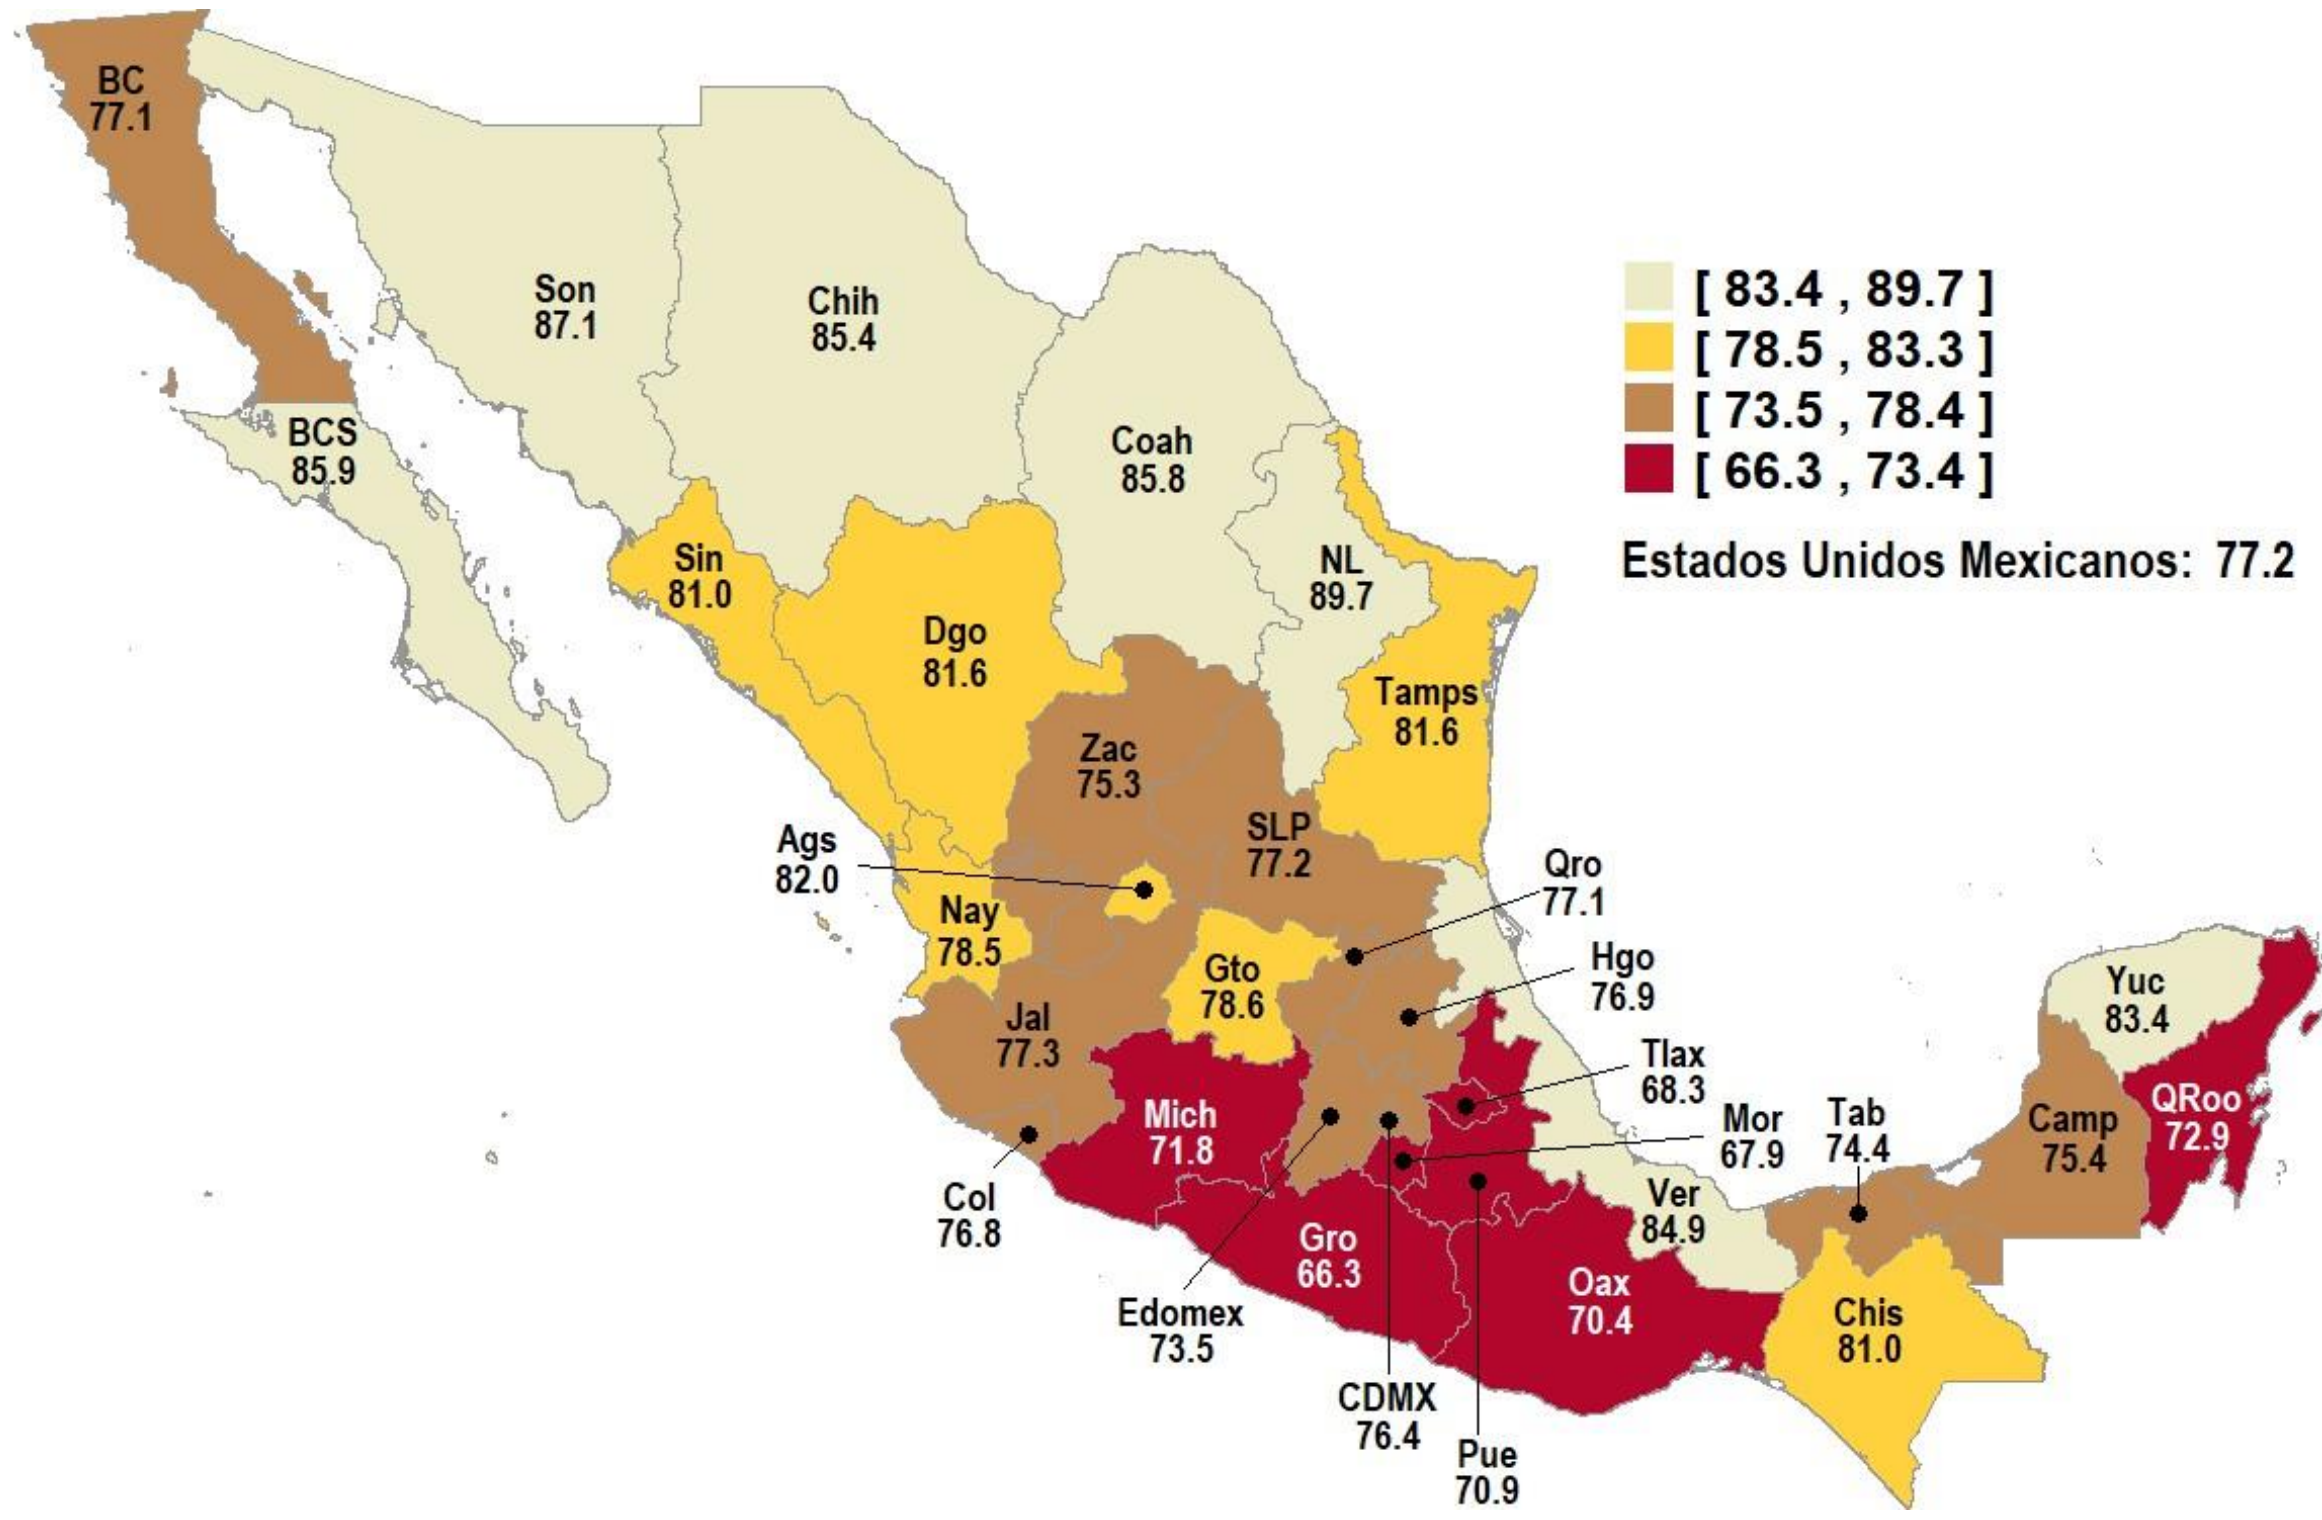 BC
77.1
Son
87.1
Chih
85.4
BCS
85.9
Coah
85.8
[ 83.4 , 89.7 ]
[ 78.5 , 83.3 ]
[ 73.5 , 78.4 ]
[ 66.3 , 73.4 ]
Estados Unidos Mexicanos: 77.2
Sin
81.0
NL
89.7
Dgo
81.6
Tamps
81.6
Zac
75.3
SLP
77.2
Ags
82.0
Qro
77.1
Nay
78.5
Gto
78.6
Hgo
76.9
Yuc
83.4
Jal
77.3
Tlax
68.3
Mich
71.8
Mor
67.9
Tab
74.4
Camp
75.4
QRoo
72.9
Col
76.8
Ver
84.9
Gro
66.3
Oax
70.4
Edomex
73.5
Chis
81.0
CDMX
76.4
Pue
70.9